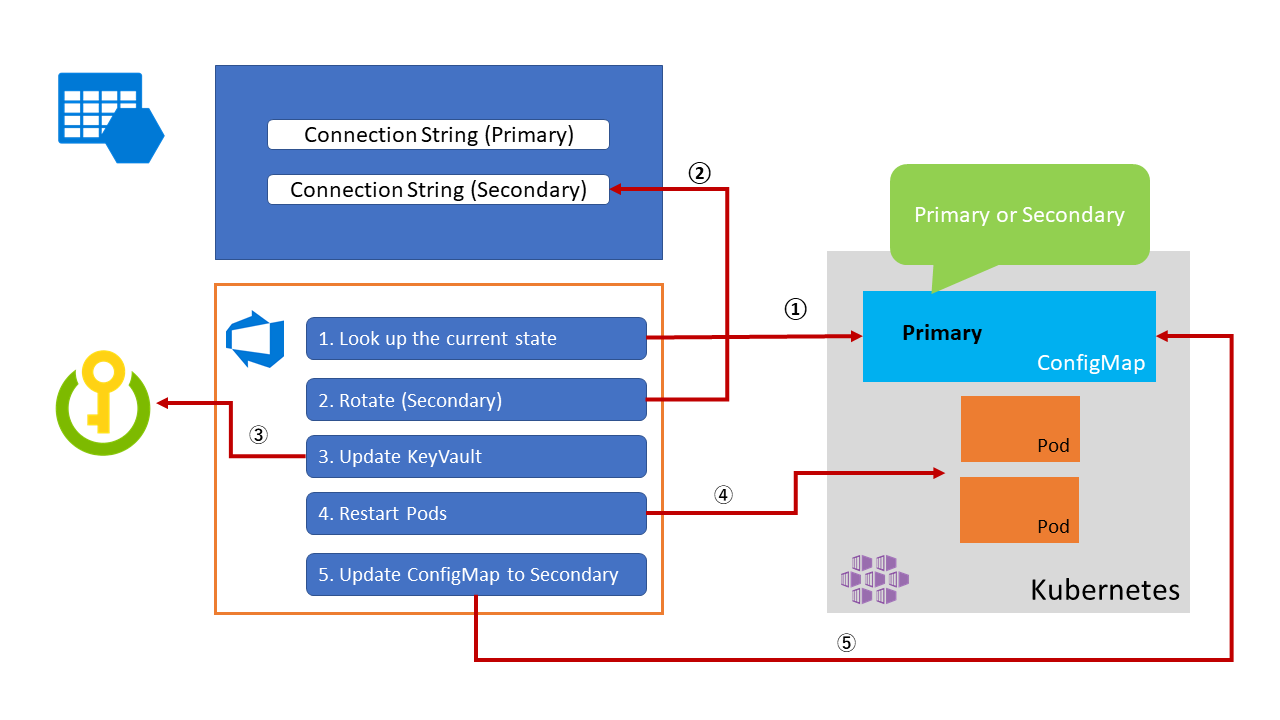 Connection String (Primary)
Connection String (Secondary)
②
Primary or Secondary
①
1. Look up the current state
Primary
ConfigMap
2. Rotate (Secondary)
③
3. Update KeyVault
Pod
④
4. Restart Pods
Pod
5. Update ConfigMap to Secondary
Kubernetes
⑤